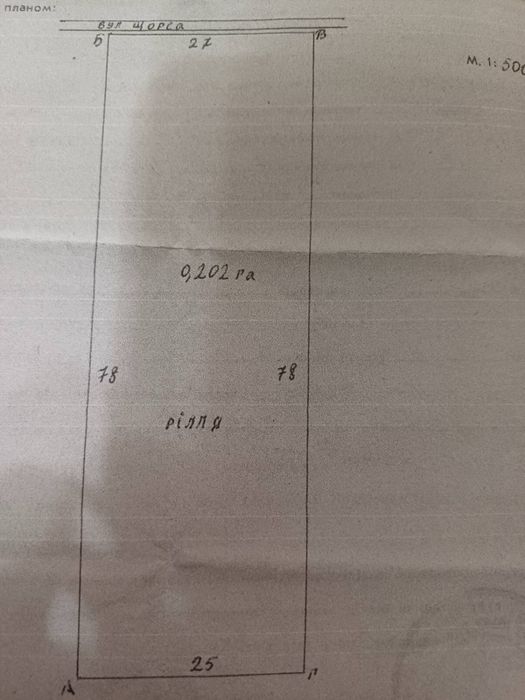 планом:
вул щорса
Б 27 В
М. 1:500
0,202 га
78 78
рілля
25
А Г